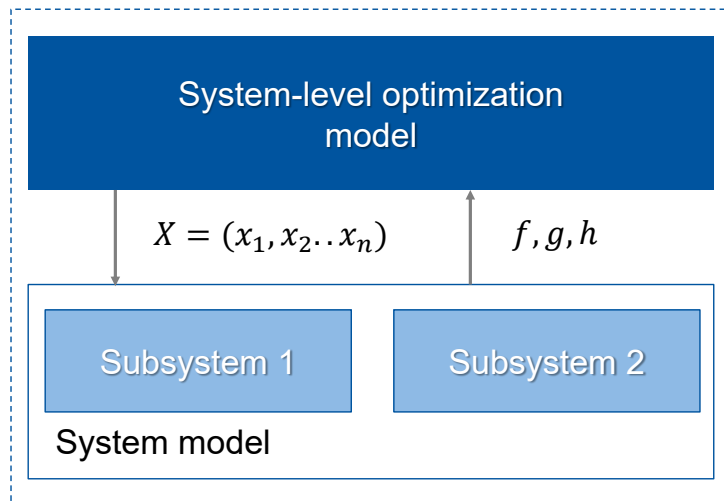 System-level optimization
model
X = (x₁, x₂.. xₙ)
f, g, h
Subsystem 1
Subsystem 2
System model